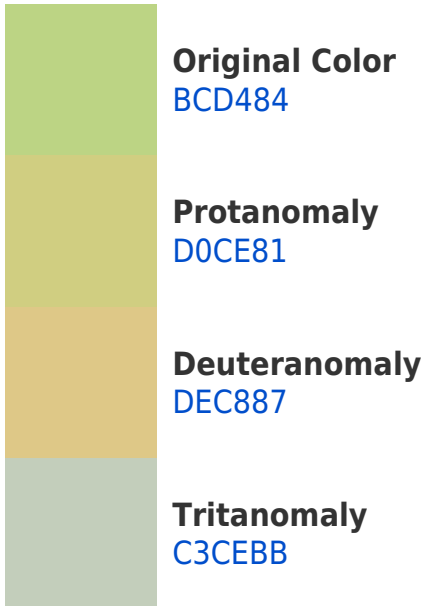 Original Color
BCD484
Protanomaly
D0CE81
Deuteranomaly
DEC887
Tritanomaly
C3CEBB